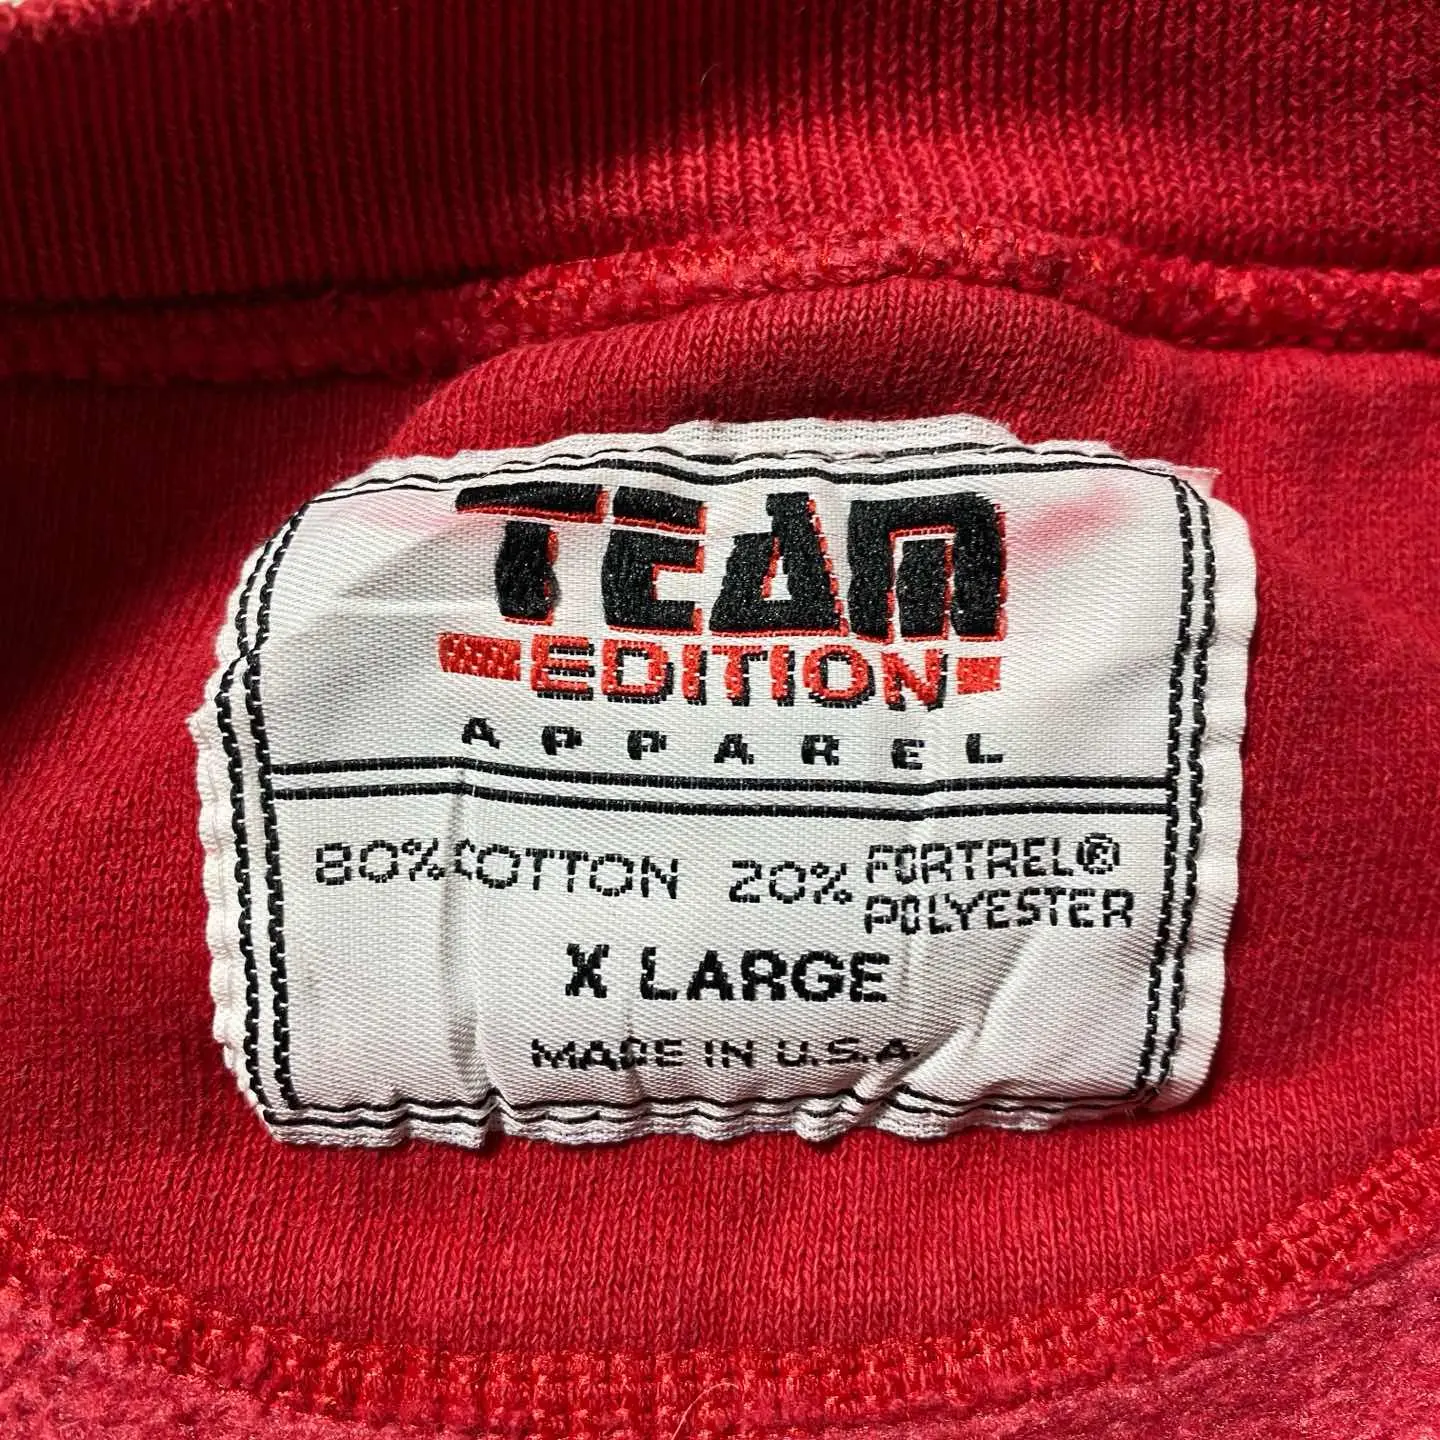 TEAM
EDITION
APPAREL
80% COTTON 20% FORTREL®
POLYESTER
X LARGE
MADE IN U.S.A.